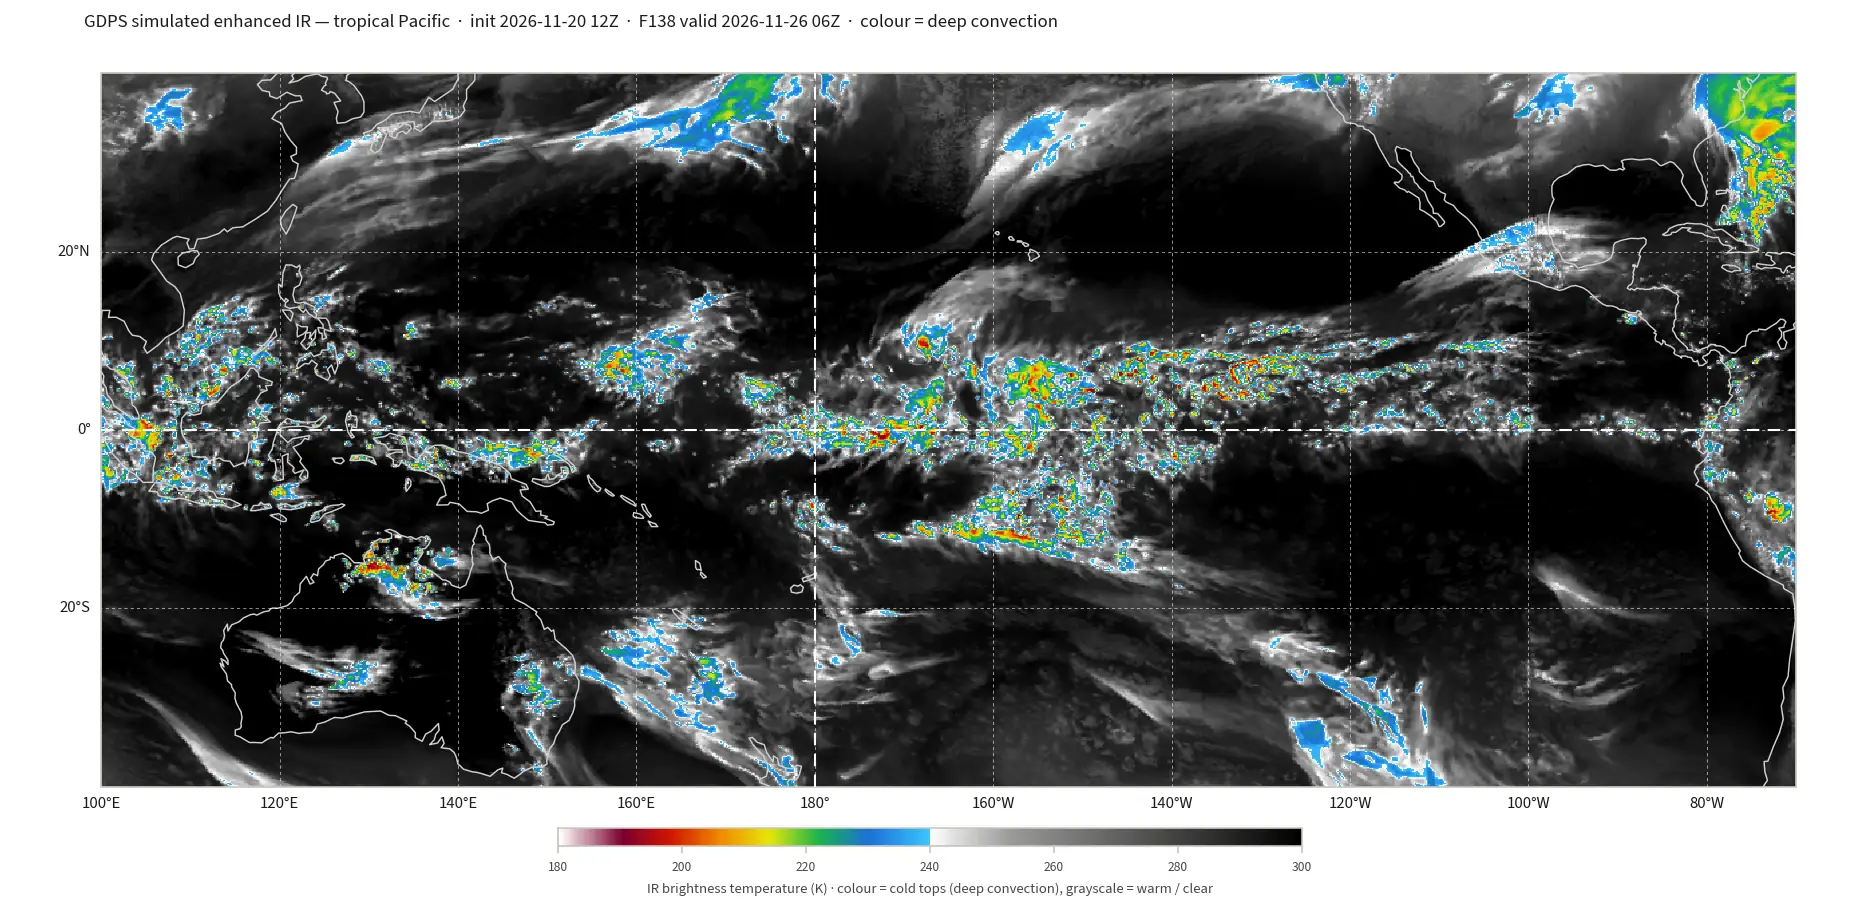 GDPS simulated enhanced IR — tropical Pacific · init 2026-11-20 12Z · F138 valid 2026-11-26 06Z · colour = deep convection
20°N
0°
20°S
100°E 120°E 140°E 160°E 180° 160°W 140°W 120°W 100°W 80°W
180 200 220 240 260 280 300
IR brightness temperature (K) · colour = cold tops (deep convection), grayscale = warm / clear